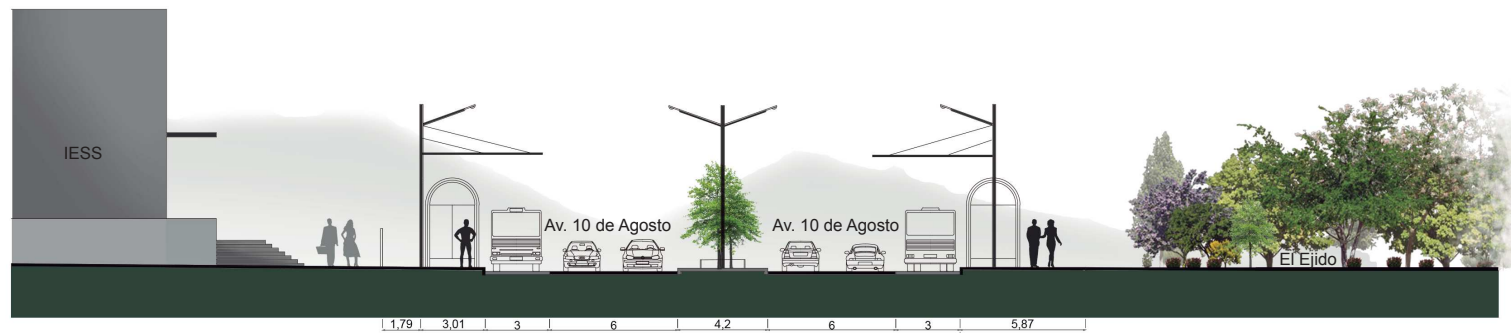 IESS
Av. 10 de Agosto
Av. 10 de Agosto
El Ejido
1,79 3,01 3 6 4,2 6 3 5,87